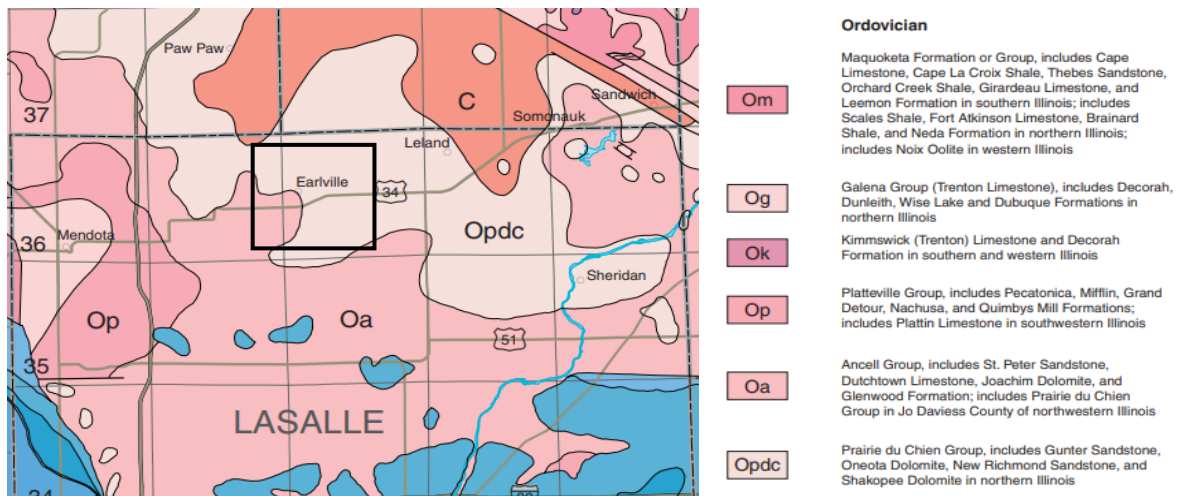 Paw Paw
37
C
Sandwich
Somonauk
Leland
Earlville
34
36
Mendota
Opdc
Sheridan
Op
Oa
51
35
LASALLE
Ordovician
Om
Maquoketa Formation or Group, includes Cape
Limestone, Cape La Croix Shale, Thebes Sandstone,
Orchard Creek Shale, Girardeau Limestone, and
Leemon Formation in southern Illinois; includes
Scales Shale, Fort Atkinson Limestone, Brainard
Shale, and Neda Formation in northern Illinois;
includes Noix Oolite in western Illinois
Og
Galena Group (Trenton Limestone), includes Decorah,
Dunleith, Wise Lake and Dubuque Formations in
northern Illinois
Ok
Kimmswick (Trenton) Limestone and Decorah
Formation in southern and western Illinois
Op
Platteville Group, includes Pecatonica, Mifflin, Grand
Detour, Nachusa, and Quimbys Mill Formations;
includes Plattin Limestone in southwestern Illinois
Oa
Ancell Group, includes St. Peter Sandstone,
Dutchtown Limestone, Joachim Dolomite, and
Glenwood Formation; includes Prairie du Chien
Group in Jo Daviess County of northwestern Illinois
Opdc
Prairie du Chien Group, includes Gunter Sandstone,
Oneota Dolomite, New Richmond Sandstone, and
Shakopee Dolomite in northern Illinois